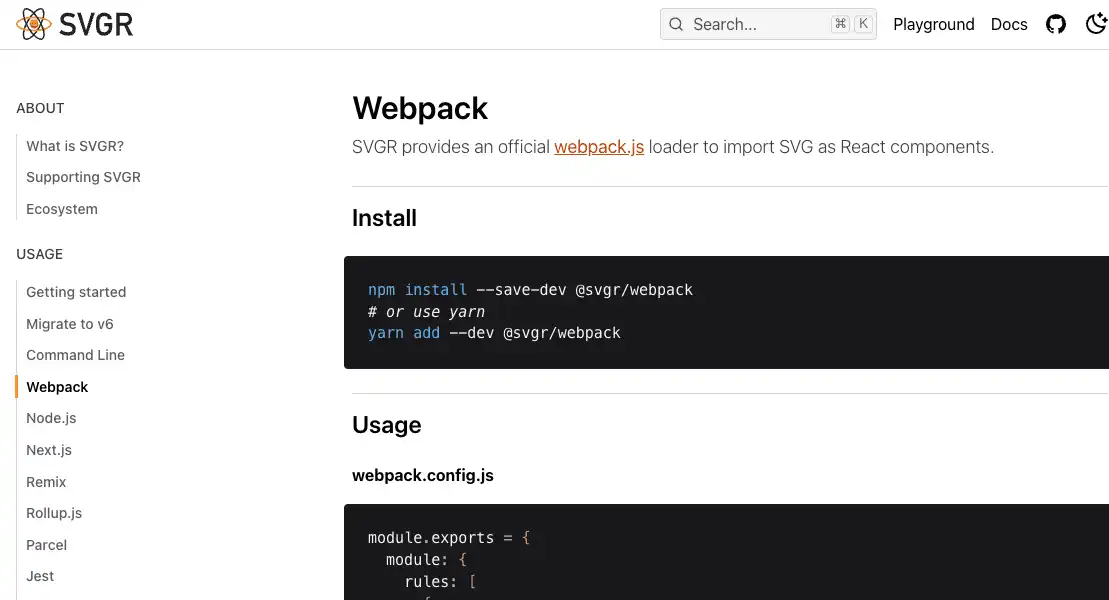 SVGR
Search... ⌘ K Playground Docs
ABOUT
What is SVGR?
Supporting SVGR
Ecosystem
USAGE
Getting started
Migrate to v6
Command Line
Webpack
Node.js
Next.js
Remix
Rollup.js
Parcel
Jest
Webpack
SVGR provides an official webpack.js loader to import SVG as React components.
Install
npm install --save-dev @svgr/webpack
# or use yarn
yarn add --dev @svgr/webpack
Usage
webpack.config.js
module.exports = {
module: {
rules: [
{